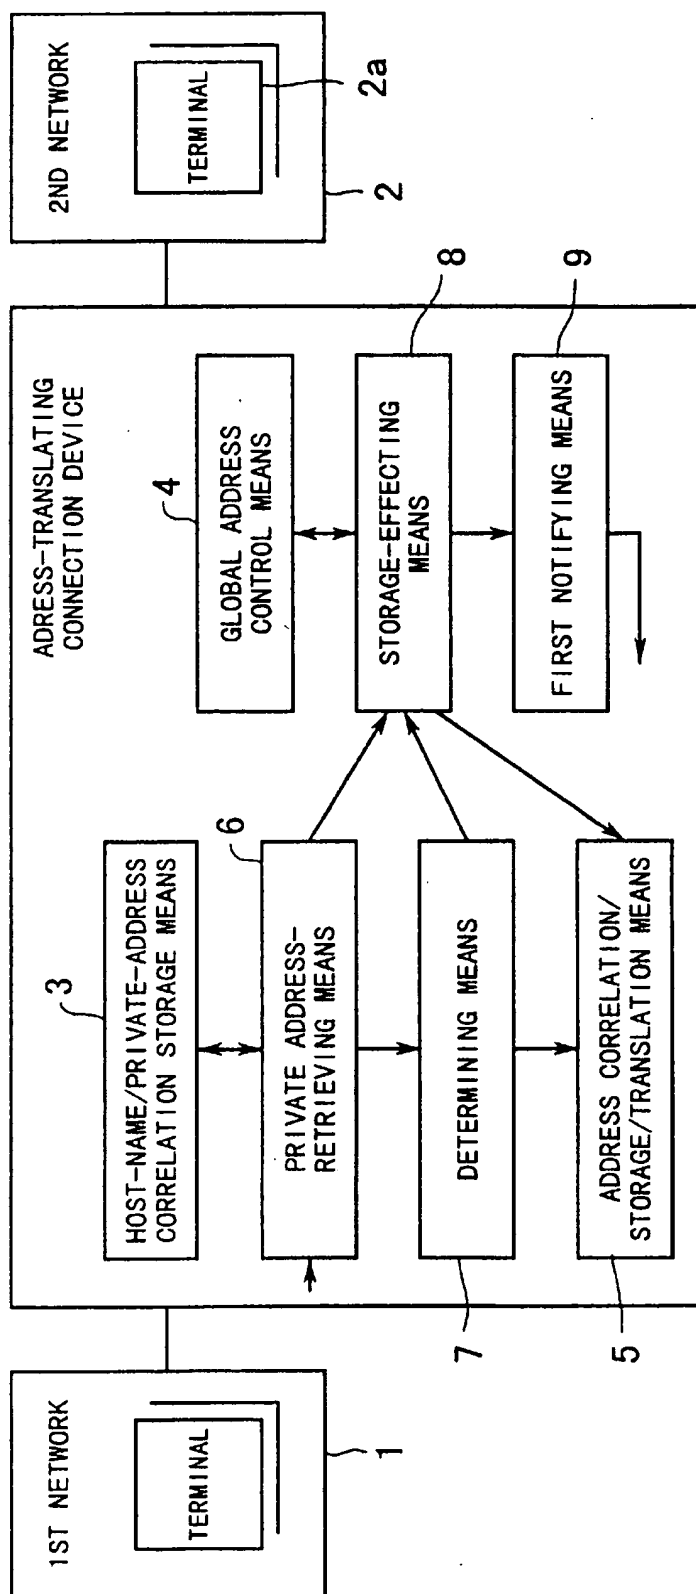 1ST NETWORK
TERMINAL
1
ADRESS-TRANSLATING
CONNECTION DEVICE
3
HOST-NAME/PRIVATE-ADDRESS
CORRELATION STORAGE MEANS
6
PRIVATE ADDRESS-
RETRIEVING MEANS
DETERMINING MEANS
7
ADDRESS CORRELATION/
STORAGE/TRANSLATION MEANS
5
4
GLOBAL ADDRESS
CONTROL MEANS
STORAGE-EFFECTING
MEANS
8
FIRST NOTIFYING MEANS
9
2ND NETWORK
TERMINAL
2a
2